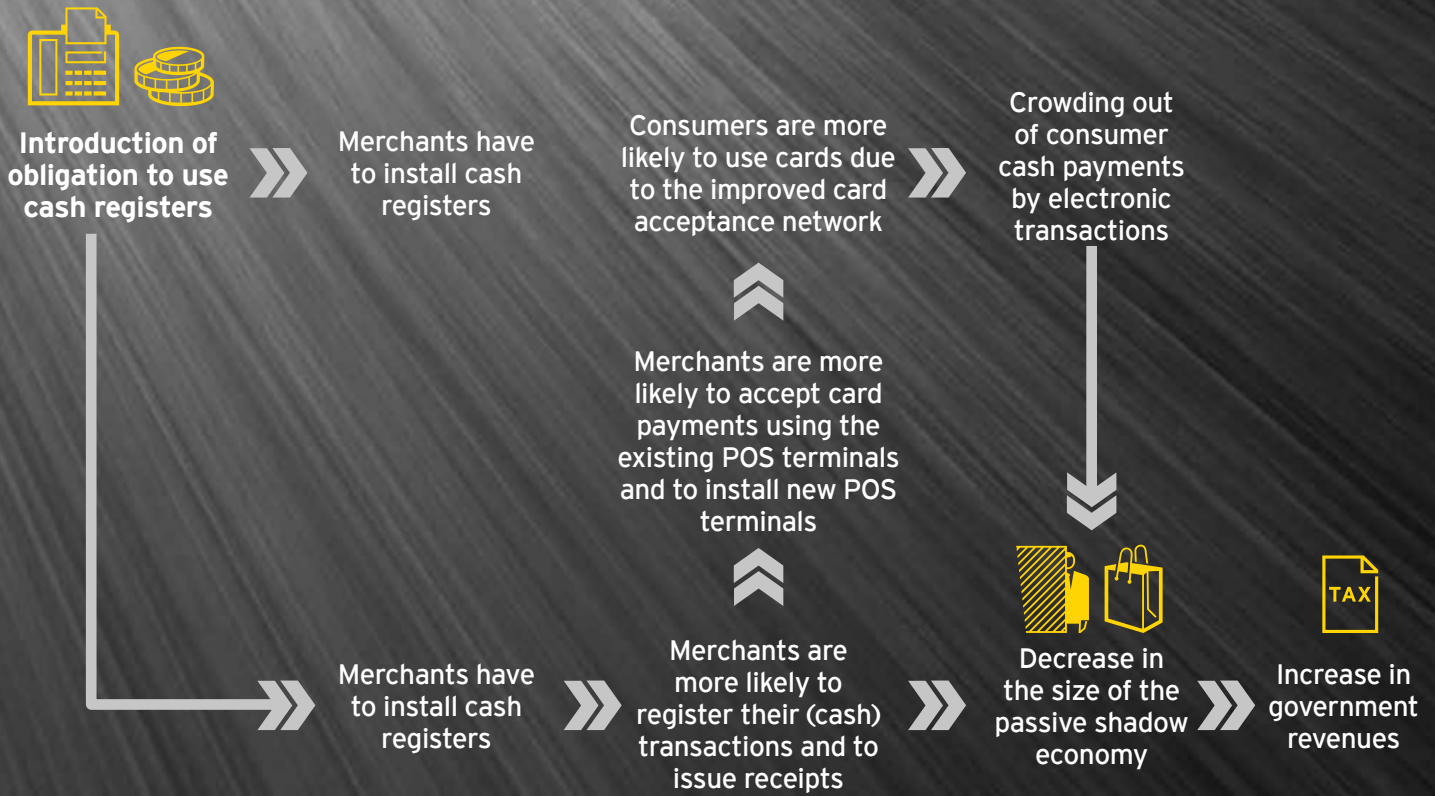 Introduction of
obligation to use
cash registers
Merchants have
to install cash
registers
Consumers are more
likely to use cards due
to the improved card
acceptance network
Crowding out
of consumer
cash payments
by electronic
transactions
Merchants are more
likely to accept card
payments using the
existing POS terminals
and to install new POS
terminals
Merchants have
to install cash
registers
Merchants are
more likely to
register their (cash)
transactions and to
issue receipts
Decrease in
the size of the
passive shadow
economy
TAX
Increase in
government
revenues